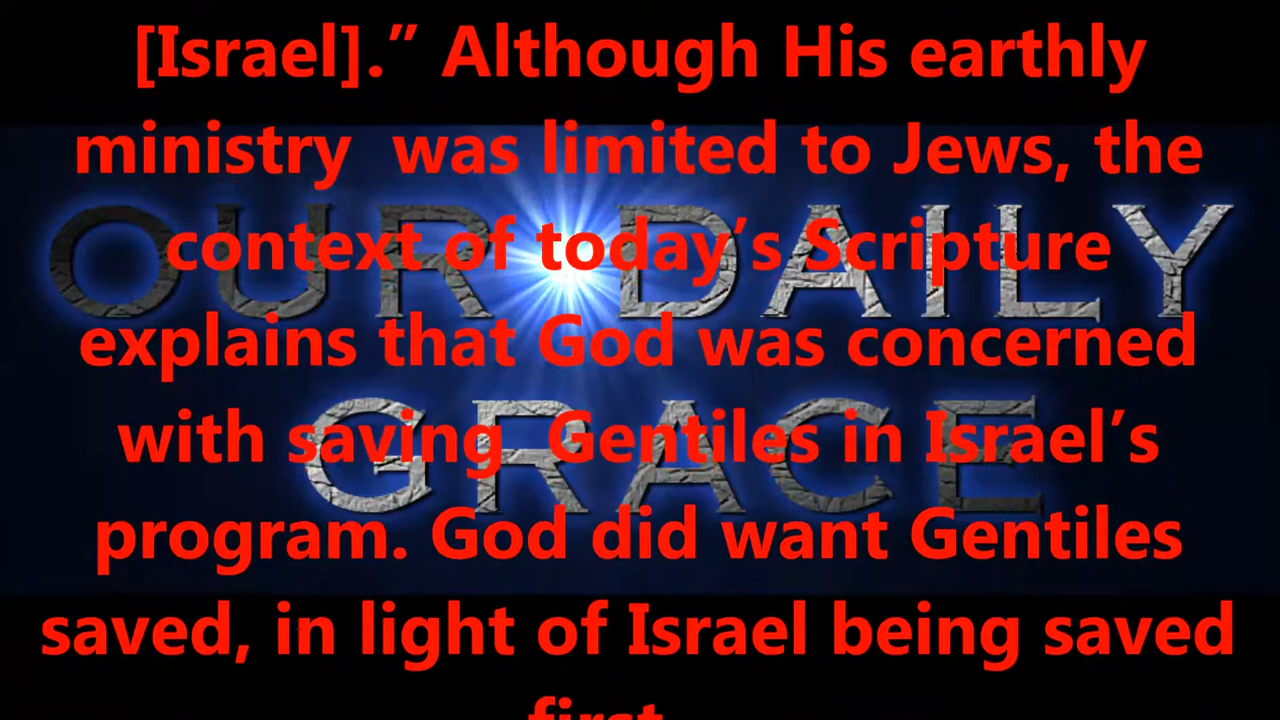 [Israel].” Although His earthly
ministry  was limited to Jews, the
context of today’s Scripture
explains that God was concerned
with saving  Gentiles in Israel’s
program. God did want Gentiles
saved, in light of Israel being saved
first
OUR DAILY
GRACE